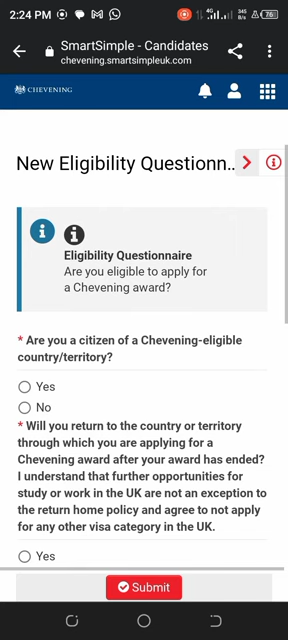 2:24 PM
4G
345
B/s
76
SmartSimple - Candidates
chevening.smartsimpleuk.com
CHEVENING
New Eligibility Questionn..
Eligibility Questionnaire
Are you eligible to apply for
a Chevening award?
* Are you a citizen of a Chevening-eligible
country/territory?
Yes
No
* Will you return to the country or territory
through which you are applying for a
Chevening award after your award has ended?
I understand that further opportunities for
study or work in the UK are not an exception to
the return home policy and agree to not apply
for any other visa category in the UK.
Yes
Submit